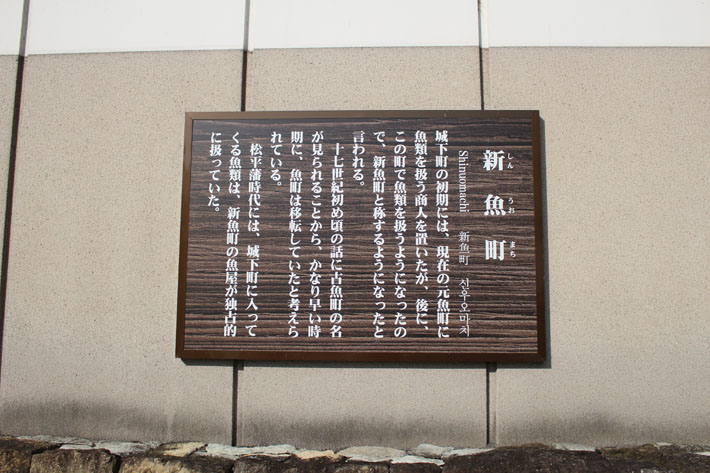 新魚町
しん うお まち
Shinuomachi 新魚町 신우오마치
城下町の初期には、現在の元魚町に
魚類を扱う商人を置いたが、後に、
この町で魚類を扱うようになったの
で、新魚町と称するようになったと
言われる。
十七世紀初め頃の話に古魚町の名
が見られることから、かなり早い時
期に、魚町は移転していたと考えら
れている。
松平藩時代には、城下町に入って
くる魚類は、新魚町の魚屋が独占的
に扱っていた。